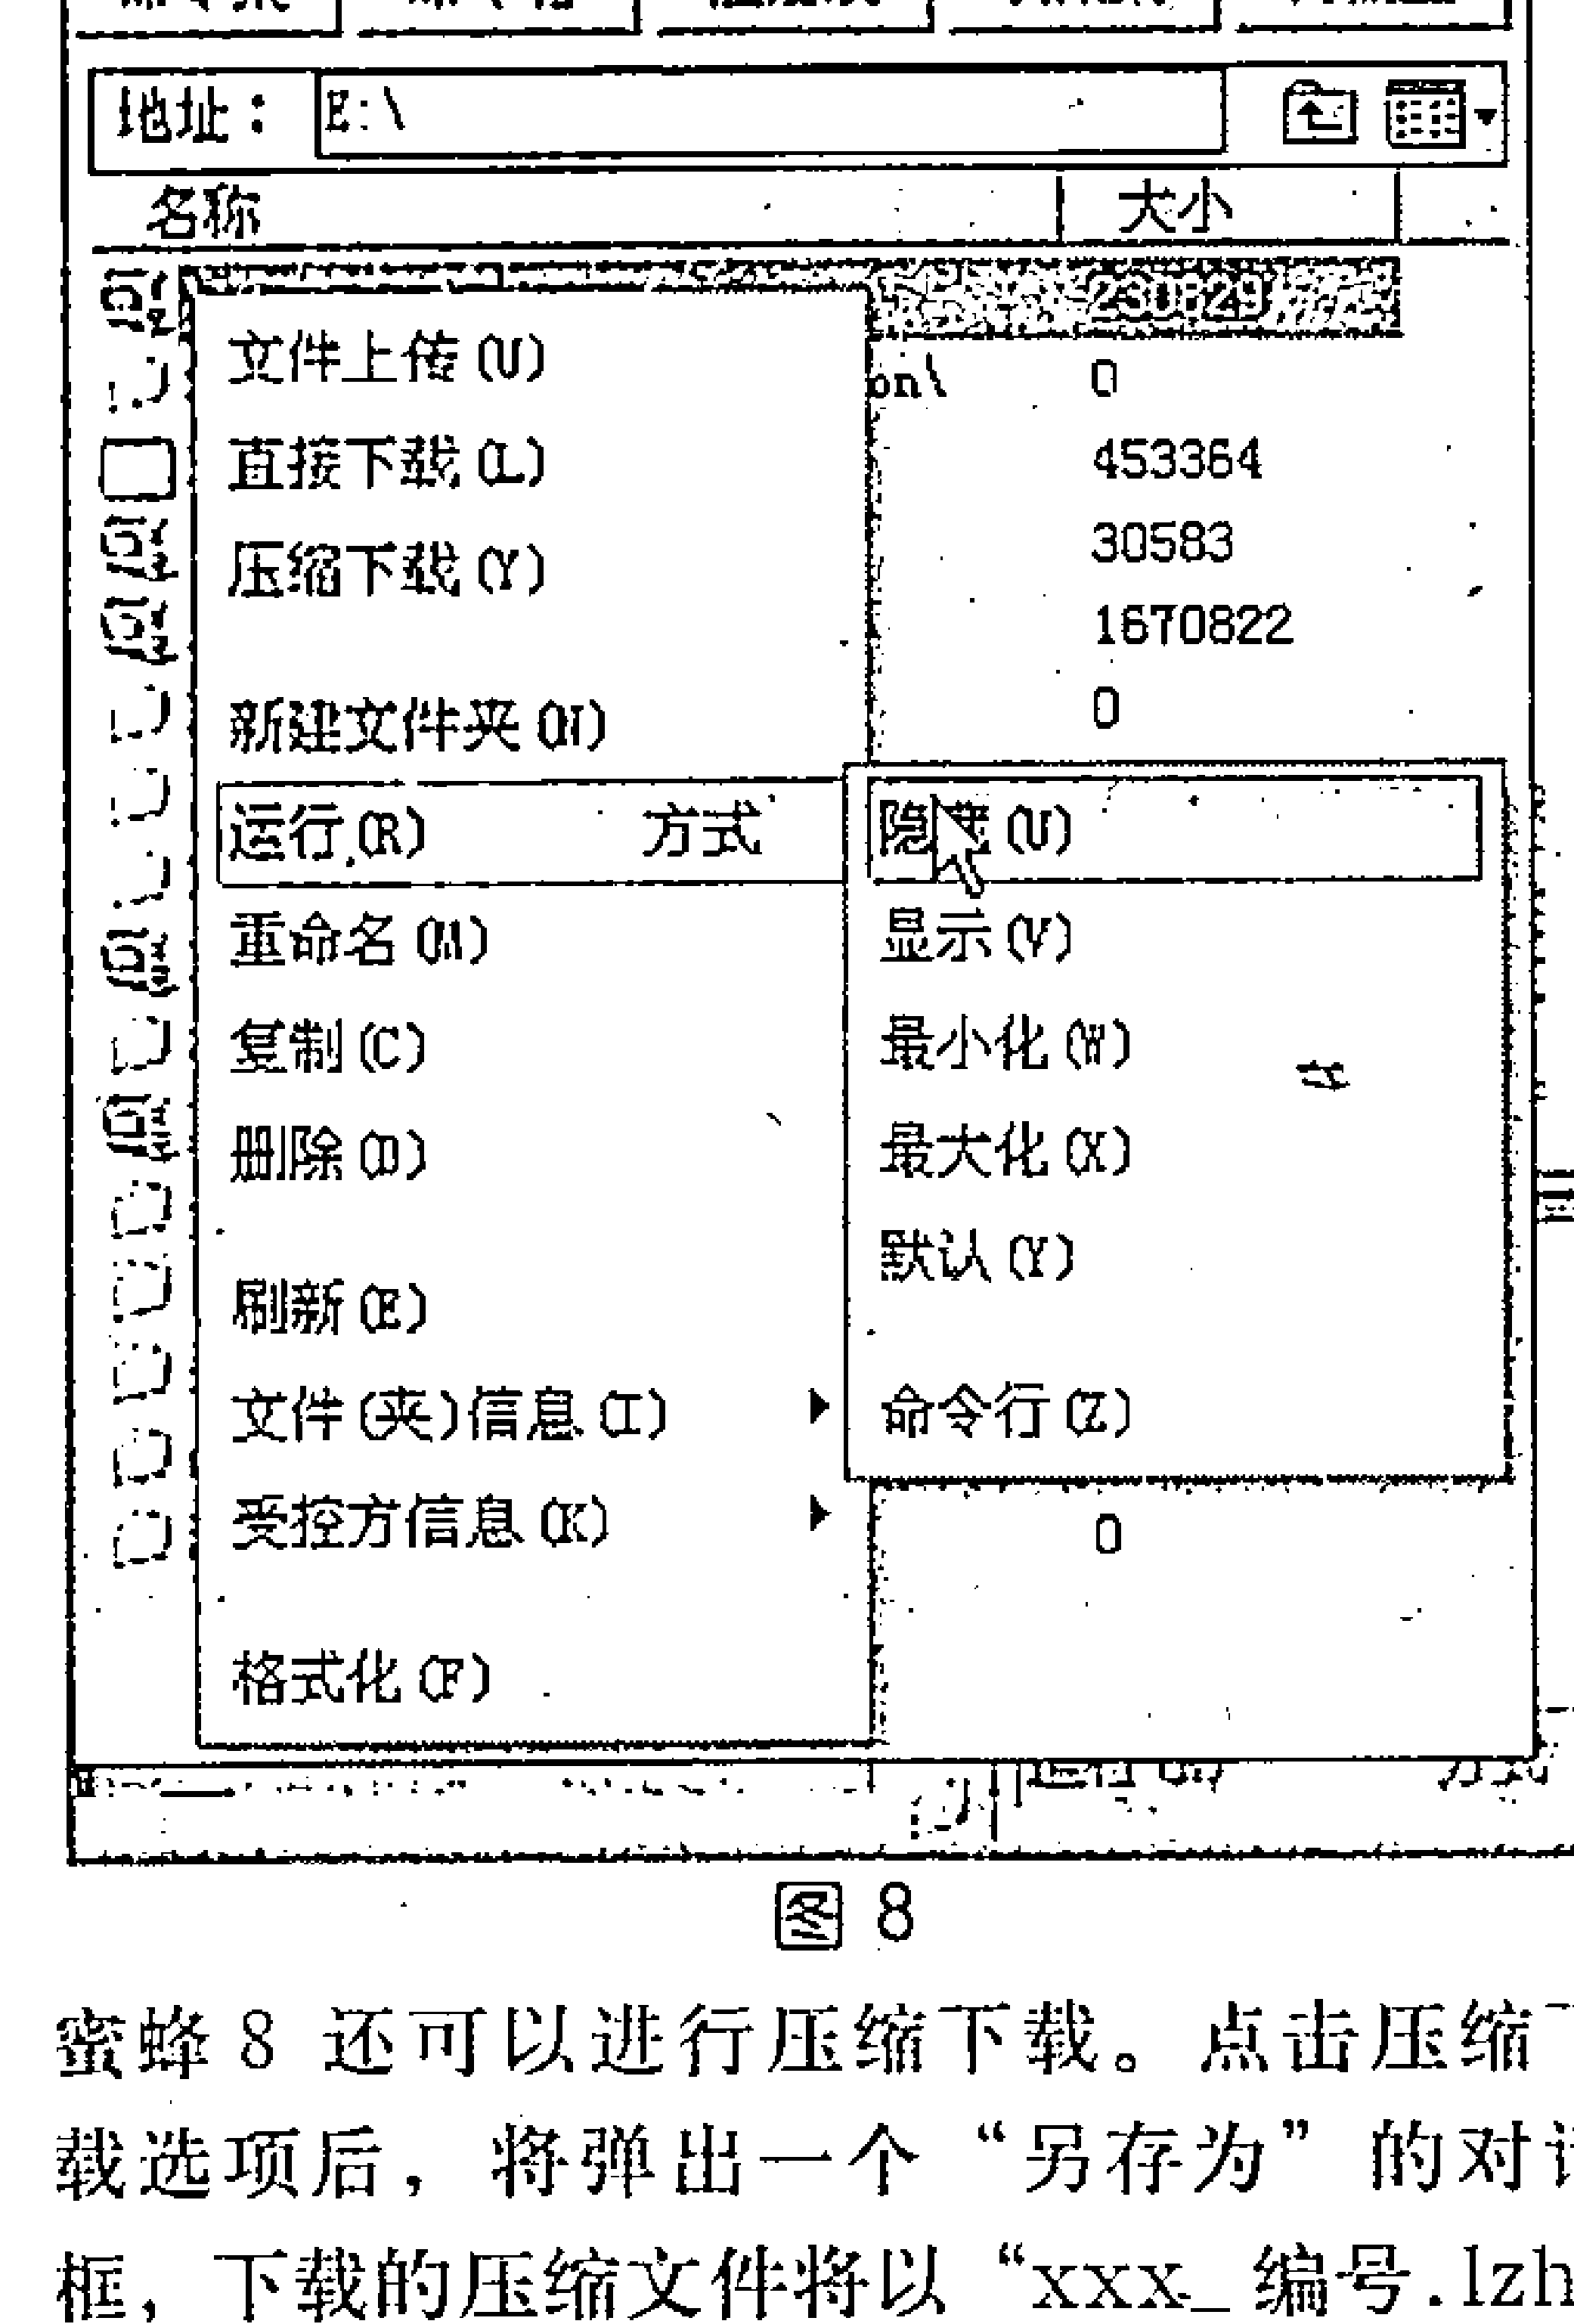 地址： E:\
名称 大小
230829
文件上传(U)
on\ 0
直接下载(L) 453364
压缩下载(Y) 30583
1670822
新建文件夹(N) 0
运行(R) 方式 隐藏(U)
重命名(M) 显示(V)
复制(C) 最小化(W)
删除(D) 最大化(X)
默认(Y)
刷新(E)
文件(夹)信息(I) 命令行(Z)
受控方信息(K) 0
格式化(F)
图 8
蜜蜂8 还可以进行压缩下载。点击压缩
载选项后，将弹出一个“另存为”的对
框，下载的压缩文件将以“xxx_编号.lzh